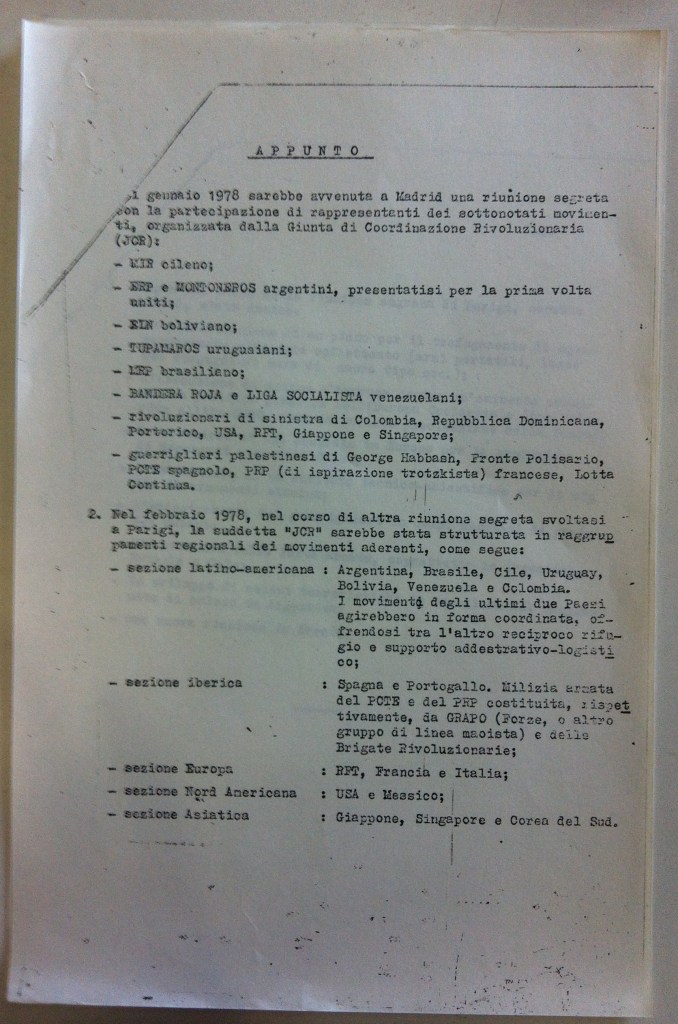 APPUNTO
gennaio 1978 sarebbe avvenuta a Madrid una riunione segreta
con la partecipazione di rappresentanti dei sottonotati movimen-
ti, organizzata dalla Giunta di Coordinazione Rivoluzionaria
(JCR):
- MIR cileno;
- ERP e MONTONEROS argentini, presentatisi per la prima volta
uniti;
- ELN boliviano;
- TUPAMAROS uruguaiani;
- MRP brasiliano;
- BANDERA ROJA e LIGA SOCIALISTA venezuelani;
- rivoluzionari di sinistra di Colombia, Repubblica Dominicana,
Portorico, USA, RFT, Giappone e Singapore;
- guerriglieri palestinesi di George Habbash, Fronte Polisario,
PCTE spagnolo, PRP (di ispirazione trotzkista) francese, Lotta
Continua.
2. Nel febbraio 1978, nel corso di altra riunione segreta svoltasi
a Parigi, la suddetta "JCR" sarebbe stata strutturata in raggrup
pamenti regionali dei movimenti aderenti, come segue:
- sezione latino-americana : Argentina, Brasile, Cile, Uruguay,
Bolivia, Venezuela e Colombia.
I movimenti degli ultimi due Paesi
agirebbero in forma coordinata, of-
frendosi tra l'altro reciproco rifu-
gio e supporto addestrativo-logisti
co;
- sezione iberica : Spagna e Portogallo. Milizia armata
del PCTE e del PRP costituita, rispet
tivamente, da GRAPO (Forze, o altro
gruppo di linea maoista) e delle
Brigate Rivoluzionarie;
- sezione Europa : RFT, Francia e Italia;
- sezione Nord Americana : USA e Messico;
- sezione Asiatica : Giappone, Singapore e Corea del Sud.